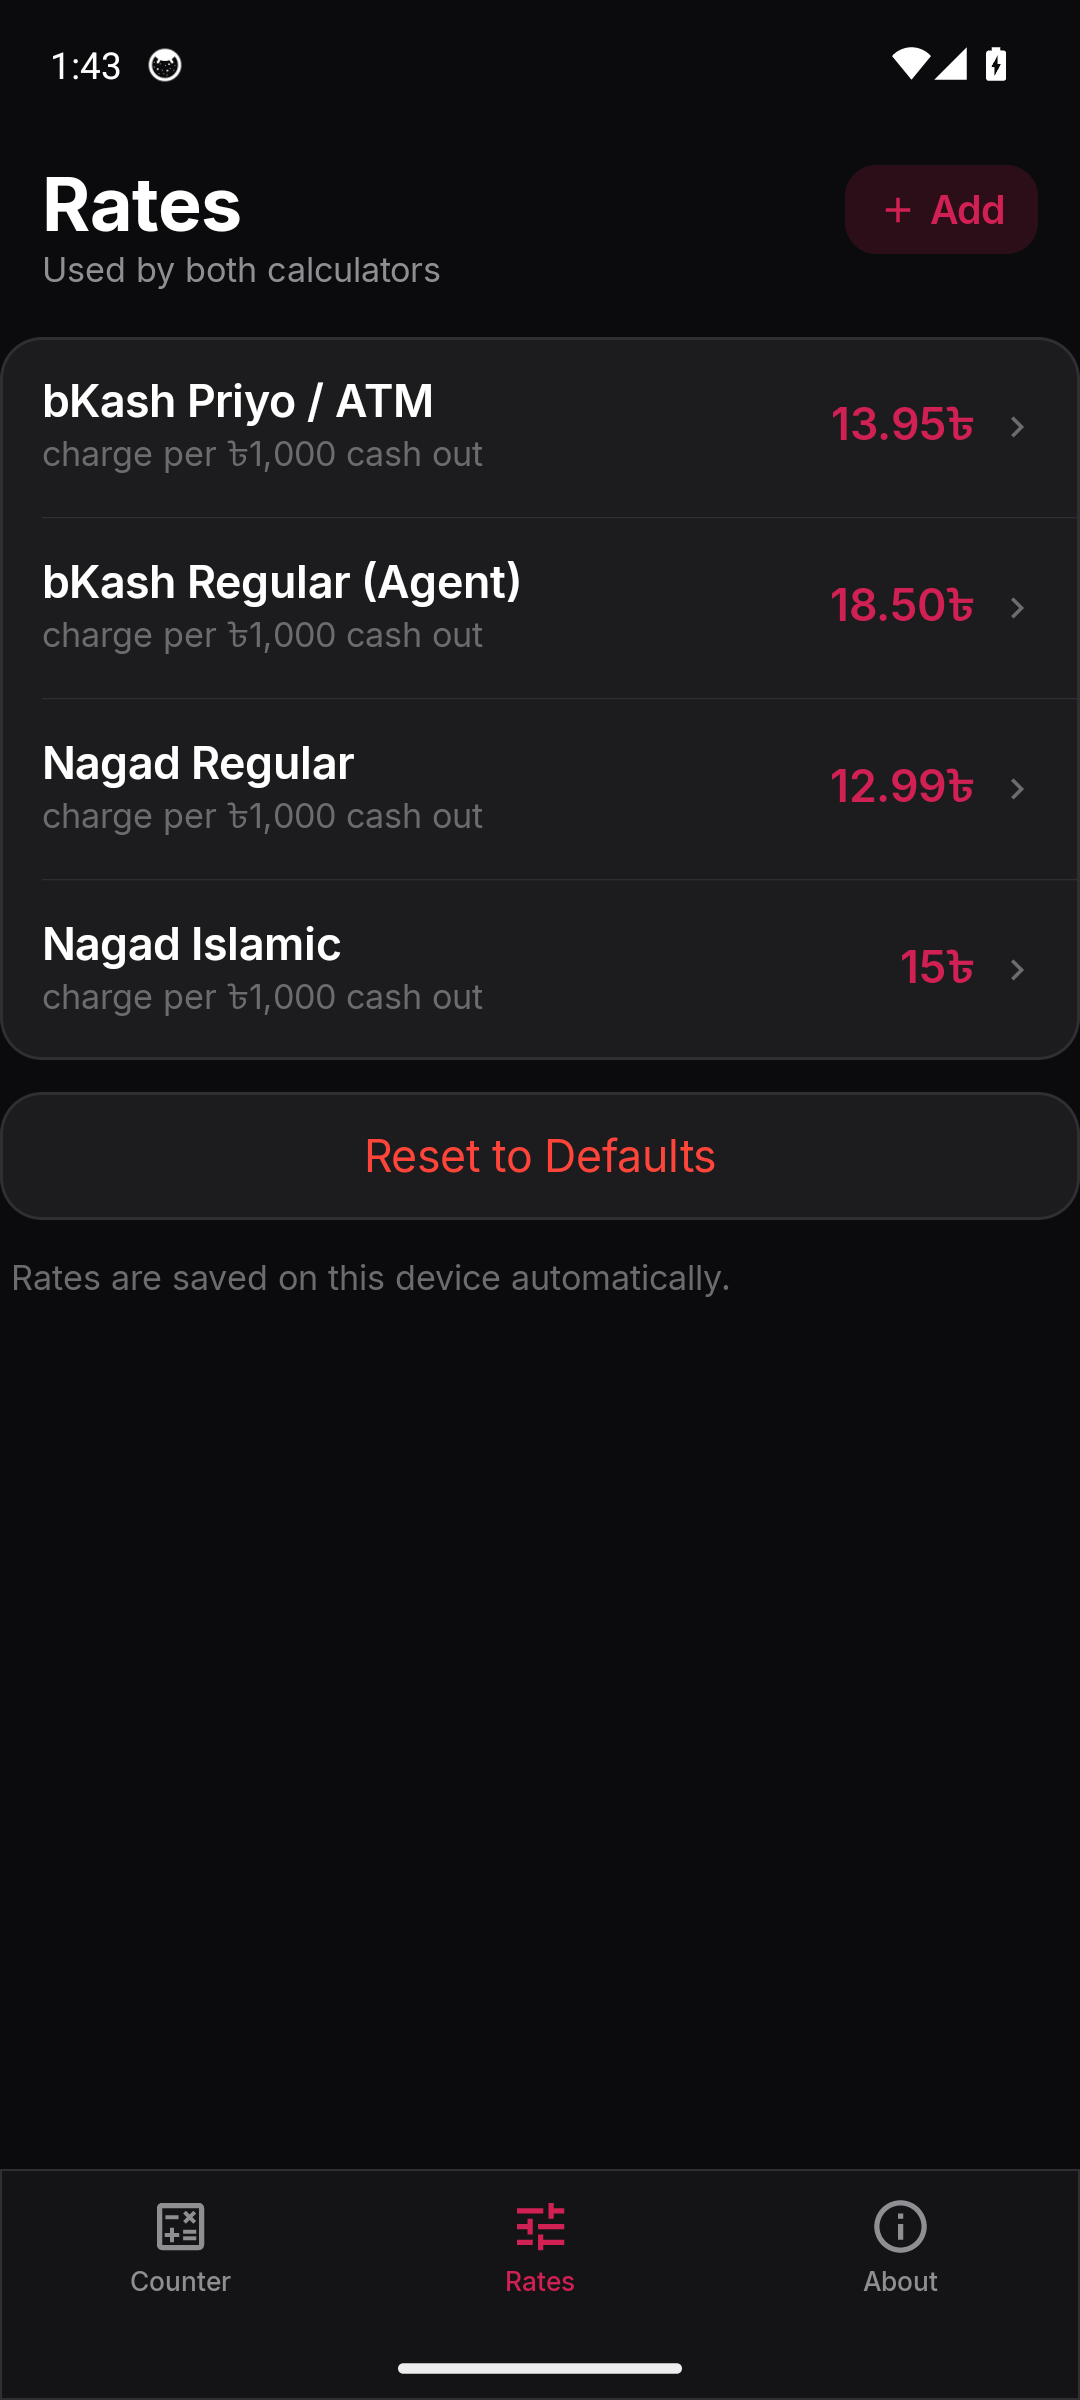 1:43
Rates
+ Add
Used by both calculators
bKash Priyo / ATM
13.95৳
charge per ৳1,000 cash out
bKash Regular (Agent)
18.50৳
charge per ৳1,000 cash out
Nagad Regular
12.99৳
charge per ৳1,000 cash out
Nagad Islamic
15৳
charge per ৳1,000 cash out
Reset to Defaults
Rates are saved on this device automatically.
Counter
Rates
About